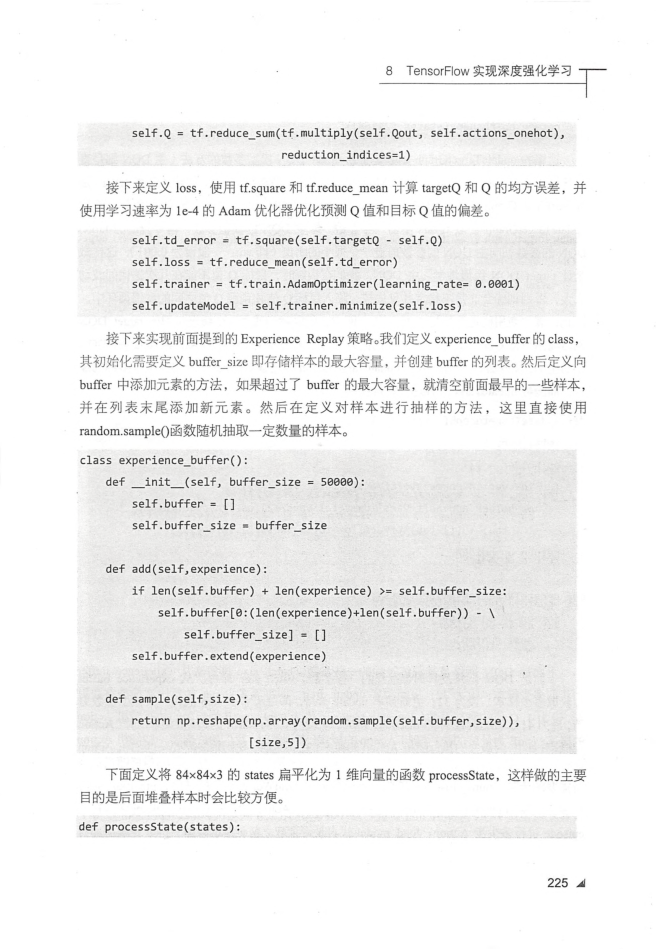 8 TensorFlow 实现深度强化学习
self.Q = tf.reduce_sum(tf.multiply(self.Qout, self.actions_onehot),
reduction_indices=1)
接下来定义 loss，使用 tf.square 和 tf.reduce_mean 计算 targetQ 和 Q 的均方误差，并
使用学习速率为 1e-4 的 Adam 优化器优化预测 Q 值和目标 Q 值的偏差。
self.td_error = tf.square(self.targetQ - self.Q)
self.loss = tf.reduce_mean(self.td_error)
self.trainer = tf.train.AdamOptimizer(learning_rate= 0.0001)
self.updateModel = self.trainer.minimize(self.loss)
接下来实现前面提到的 Experience Replay 策略。我们定义 experience_buffer 的 class，
其初始化需要定义 buffer_size 即存储样本的最大容量，并创建 buffer 的列表。然后定义向
buffer 中添加元素的方法，如果超过了 buffer 的最大容量，就清空前面最早的一些样本，
并在列表末尾添加新元素。然后在定义对样本进行抽样的方法，这里直接使用
random.sample()函数随机抽取一定数量的样本。
class experience_buffer():
def __init__(self, buffer_size = 50000):
self.buffer = []
self.buffer_size = buffer_size
def add(self,experience):
if len(self.buffer) + len(experience) >= self.buffer_size:
self.buffer[0:(len(experience)+len(self.buffer)) - \
self.buffer_size] = []
self.buffer.extend(experience)
def sample(self,size):
return np.reshape(np.array(random.sample(self.buffer,size)),
[size,5])
下面定义将 84×84×3 的 states 扁平化为 1 维向量的函数 processState，这样做的主要
目的是后面堆叠样本时会比较方便。
def processState(states):
225